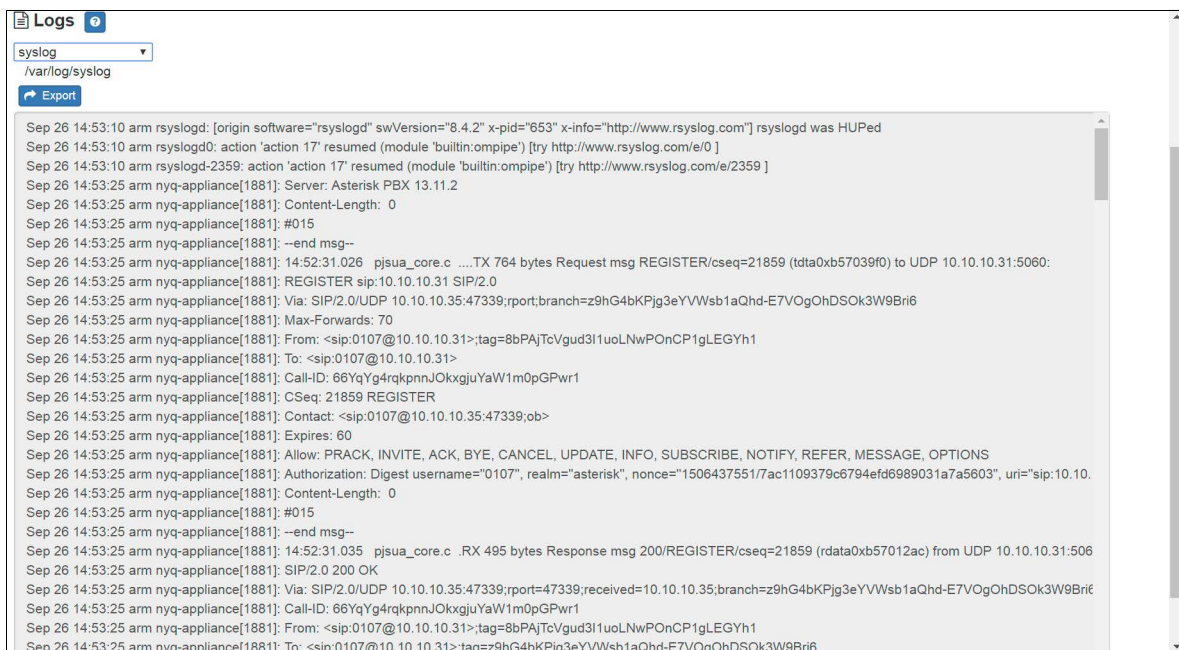 Logs ?
syslog
/var/log/syslog
Export
Sep 26 14:53:10 arm rsyslogd: [origin software="rsyslogd" swVersion="8.4.2" x-pid="653" x-info="http://www.rsyslog.com"] rsyslogd was HUPed
Sep 26 14:53:10 arm rsyslogd0: action 'action 17' resumed (module 'builtin:ompipe') [try http://www.rsyslog.com/e/0 ]
Sep 26 14:53:10 arm rsyslogd-2359: action 'action 17' resumed (module 'builtin:ompipe') [try http://www.rsyslog.com/e/2359 ]
Sep 26 14:53:25 arm nyq-appliance[1881]: Server: Asterisk PBX 13.11.2
Sep 26 14:53:25 arm nyq-appliance[1881]: Content-Length:  0
Sep 26 14:53:25 arm nyq-appliance[1881]: #015
Sep 26 14:53:25 arm nyq-appliance[1881]: --end msg--
Sep 26 14:53:25 arm nyq-appliance[1881]: 14:52:31.026   pjsua_core.c  ....TX 764 bytes Request msg REGISTER/cseq=21859 (tdta0xb57039f0) to UDP 10.10.10.31:5060:
Sep 26 14:53:25 arm nyq-appliance[1881]: REGISTER sip:10.10.10.31 SIP/2.0
Sep 26 14:53:25 arm nyq-appliance[1881]: Via: SIP/2.0/UDP 10.10.10.35:47339;rport;branch=z9hG4bKPjg3eYVWsb1aQhd-E7VOgOhDSOk3W9Bri6
Sep 26 14:53:25 arm nyq-appliance[1881]: Max-Forwards: 70
Sep 26 14:53:25 arm nyq-appliance[1881]: From: <sip:0107@10.10.10.31>;tag=8bPAjTcVgud3I1uoLNwPOnCP1gLEGYh1
Sep 26 14:53:25 arm nyq-appliance[1881]: To: <sip:0107@10.10.10.31>
Sep 26 14:53:25 arm nyq-appliance[1881]: Call-ID: 66YqYg4rqkpnnJOkxgjuYaW1m0pGPwr1
Sep 26 14:53:25 arm nyq-appliance[1881]: CSeq: 21859 REGISTER
Sep 26 14:53:25 arm nyq-appliance[1881]: Contact: <sip:0107@10.10.10.35:47339;ob>
Sep 26 14:53:25 arm nyq-appliance[1881]: Expires: 60
Sep 26 14:53:25 arm nyq-appliance[1881]: Allow: PRACK, INVITE, ACK, BYE, CANCEL, UPDATE, INFO, SUBSCRIBE, NOTIFY, REFER, MESSAGE, OPTIONS
Sep 26 14:53:25 arm nyq-appliance[1881]: Authorization: Digest username="0107", realm="asterisk", nonce="1506437551/7ac1109379c6794efd6989031a7a5603", uri="sip:10.10.
Sep 26 14:53:25 arm nyq-appliance[1881]: Content-Length:  0
Sep 26 14:53:25 arm nyq-appliance[1881]: #015
Sep 26 14:53:25 arm nyq-appliance[1881]: --end msg--
Sep 26 14:53:25 arm nyq-appliance[1881]: 14:52:31.035   pjsua_core.c  .RX 495 bytes Response msg 200/REGISTER/cseq=21859 (rdata0xb57012ac) from UDP 10.10.10.31:506
Sep 26 14:53:25 arm nyq-appliance[1881]: SIP/2.0 200 OK
Sep 26 14:53:25 arm nyq-appliance[1881]: Via: SIP/2.0/UDP 10.10.10.35:47339;rport=47339;received=10.10.10.35;branch=z9hG4bKPjg3eYVWsb1aQhd-E7VOgOhDSOk3W9Bri6
Sep 26 14:53:25 arm nyq-appliance[1881]: Call-ID: 66YqYg4rqkpnnJOkxgjuYaW1m0pGPwr1
Sep 26 14:53:25 arm nyq-appliance[1881]: From: <sip:0107@10.10.10.31>;tag=8bPAjTcVgud3I1uoLNwPOnCP1gLEGYh1
Sep 26 14:53:25 arm nyq-appliance[1881]: To: <sip:0107@10.10.10.31>;tag=z9hG4bKPjg3eYVWsb1aQhd-E7VOgOhDSOk3W9Bri6